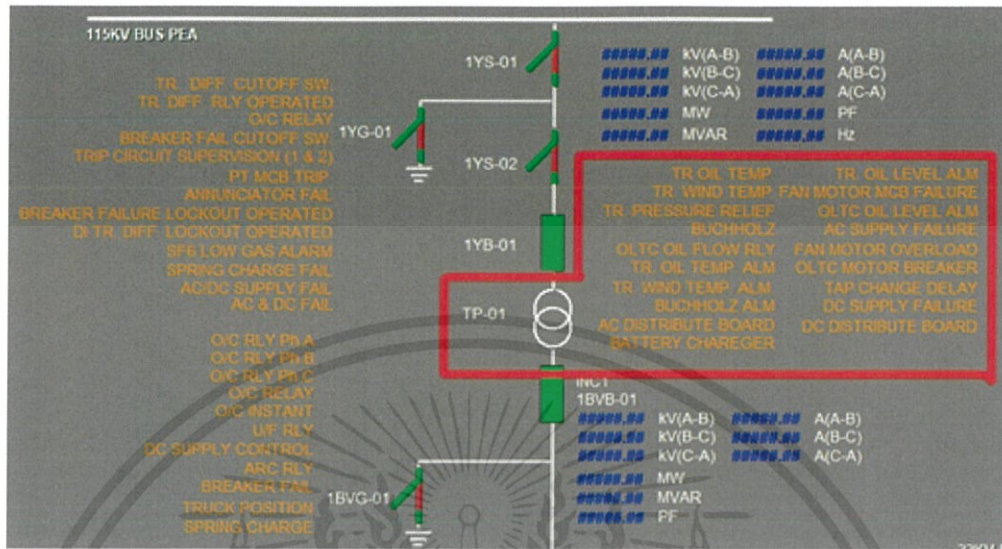 115KV BUS PEA
1YS-01
1YG-01
1YS-02
1YB-01
TP-01
INC1
1BVB-01
1BVG-01
TR. DIFF. CUTOFF SW
TR. DIFF. RLY OPERATED
O/C RELAY
BREAKER FAIL CUTOFF SW
TRIP CIRCUIT SUPERVISION (1 & 2)
PT MCB TRIP
ANNUNCIATOR FAIL
BREAKER FAILURE LOCKOUT OPERATED
DI TR. DIFF. LOCKOUT OPERATED
SF6 LOW GAS ALARM
SPRING CHARGE FAIL
AC/DC SUPPLY FAIL
AC & DC FAIL
O/C RLY Ph A
O/C RLY Ph B
O/C RLY Ph C
O/C RELAY
O/C INSTANT
U/F RLY
DC SUPPLY CONTROL
ARC RLY
BREAKER FAIL
TRUCK POSITION
SPRING CHARGE
#####.## kV(A-B) #####.## A(A-B)
#####.## kV(B-C) #####.## A(B-C)
#####.## kV(C-A) #####.## A(C-A)
#####.## MW #####.## PF
#####.## MVAR #####.## Hz
TR OIL TEMP TR. OIL LEVEL ALM
TR. WIND TEMP FAN MOTOR MCB FAILURE
TR. PRESSURE RELIEF OLTC OIL LEVEL ALM
BUCHHOLZ AC SUPPLY FAILURE
OLTC OIL FLOW RLY FAN MOTOR OVERLOAD
TR. OIL TEMP. ALM OLTC MOTOR BREAKER
TR. WIND TEMP. ALM. TAP CHANGE DELAY
BUCHHOLZ ALM DC SUPPLY FAILURE
AC DISTRIBUTE BOARD DC DISTRIBUTE BOARD
BATTERY CHAREGER
#####.## kV(A-B) #####.## A(A-B)
#####.## kV(B-C) #####.## A(B-C)
#####.## kV(C-A) #####.## A(C-A)
#####.## MW
#####.## MVAR
#####.## PF